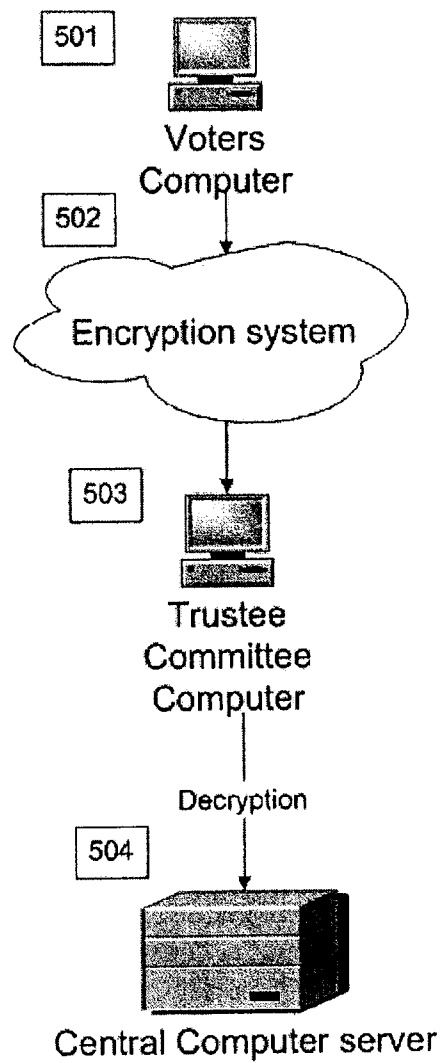 501
Voters
Computer
502
Encryption system
503
Trustee
Committee
Computer
Decryption
504
Central Computer server